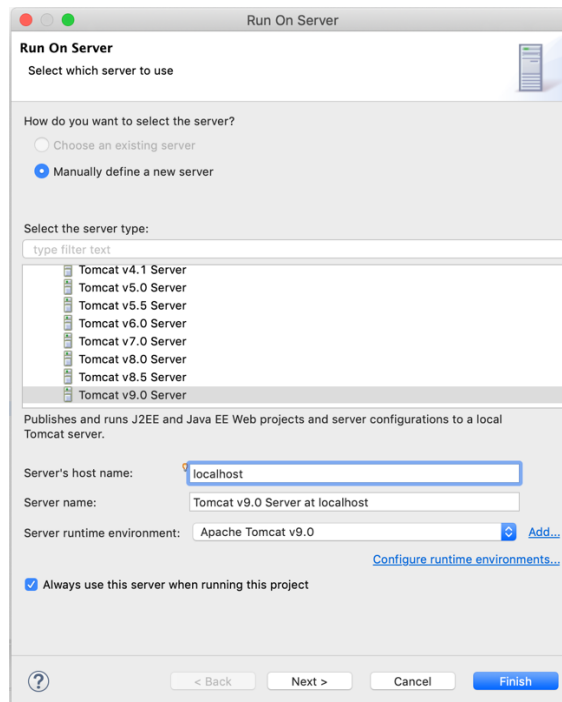 Run On Server
Run On Server
Select which server to use
How do you want to select the server?
Choose an existing server
Manually define a new server
Select the server type:
type filter text
Tomcat v4.1 Server
Tomcat v5.0 Server
Tomcat v5.5 Server
Tomcat v6.0 Server
Tomcat v7.0 Server
Tomcat v8.0 Server
Tomcat v8.5 Server
Tomcat v9.0 Server
Publishes and runs J2EE and Java EE Web projects and server configurations to a local
Tomcat server.
Server's host name: localhost
Server name: Tomcat v9.0 Server at localhost
Server runtime environment: Apache Tomcat v9.0 Add...
Configure runtime environments...
Always use this server when running this project
? < Back Next > Cancel Finish